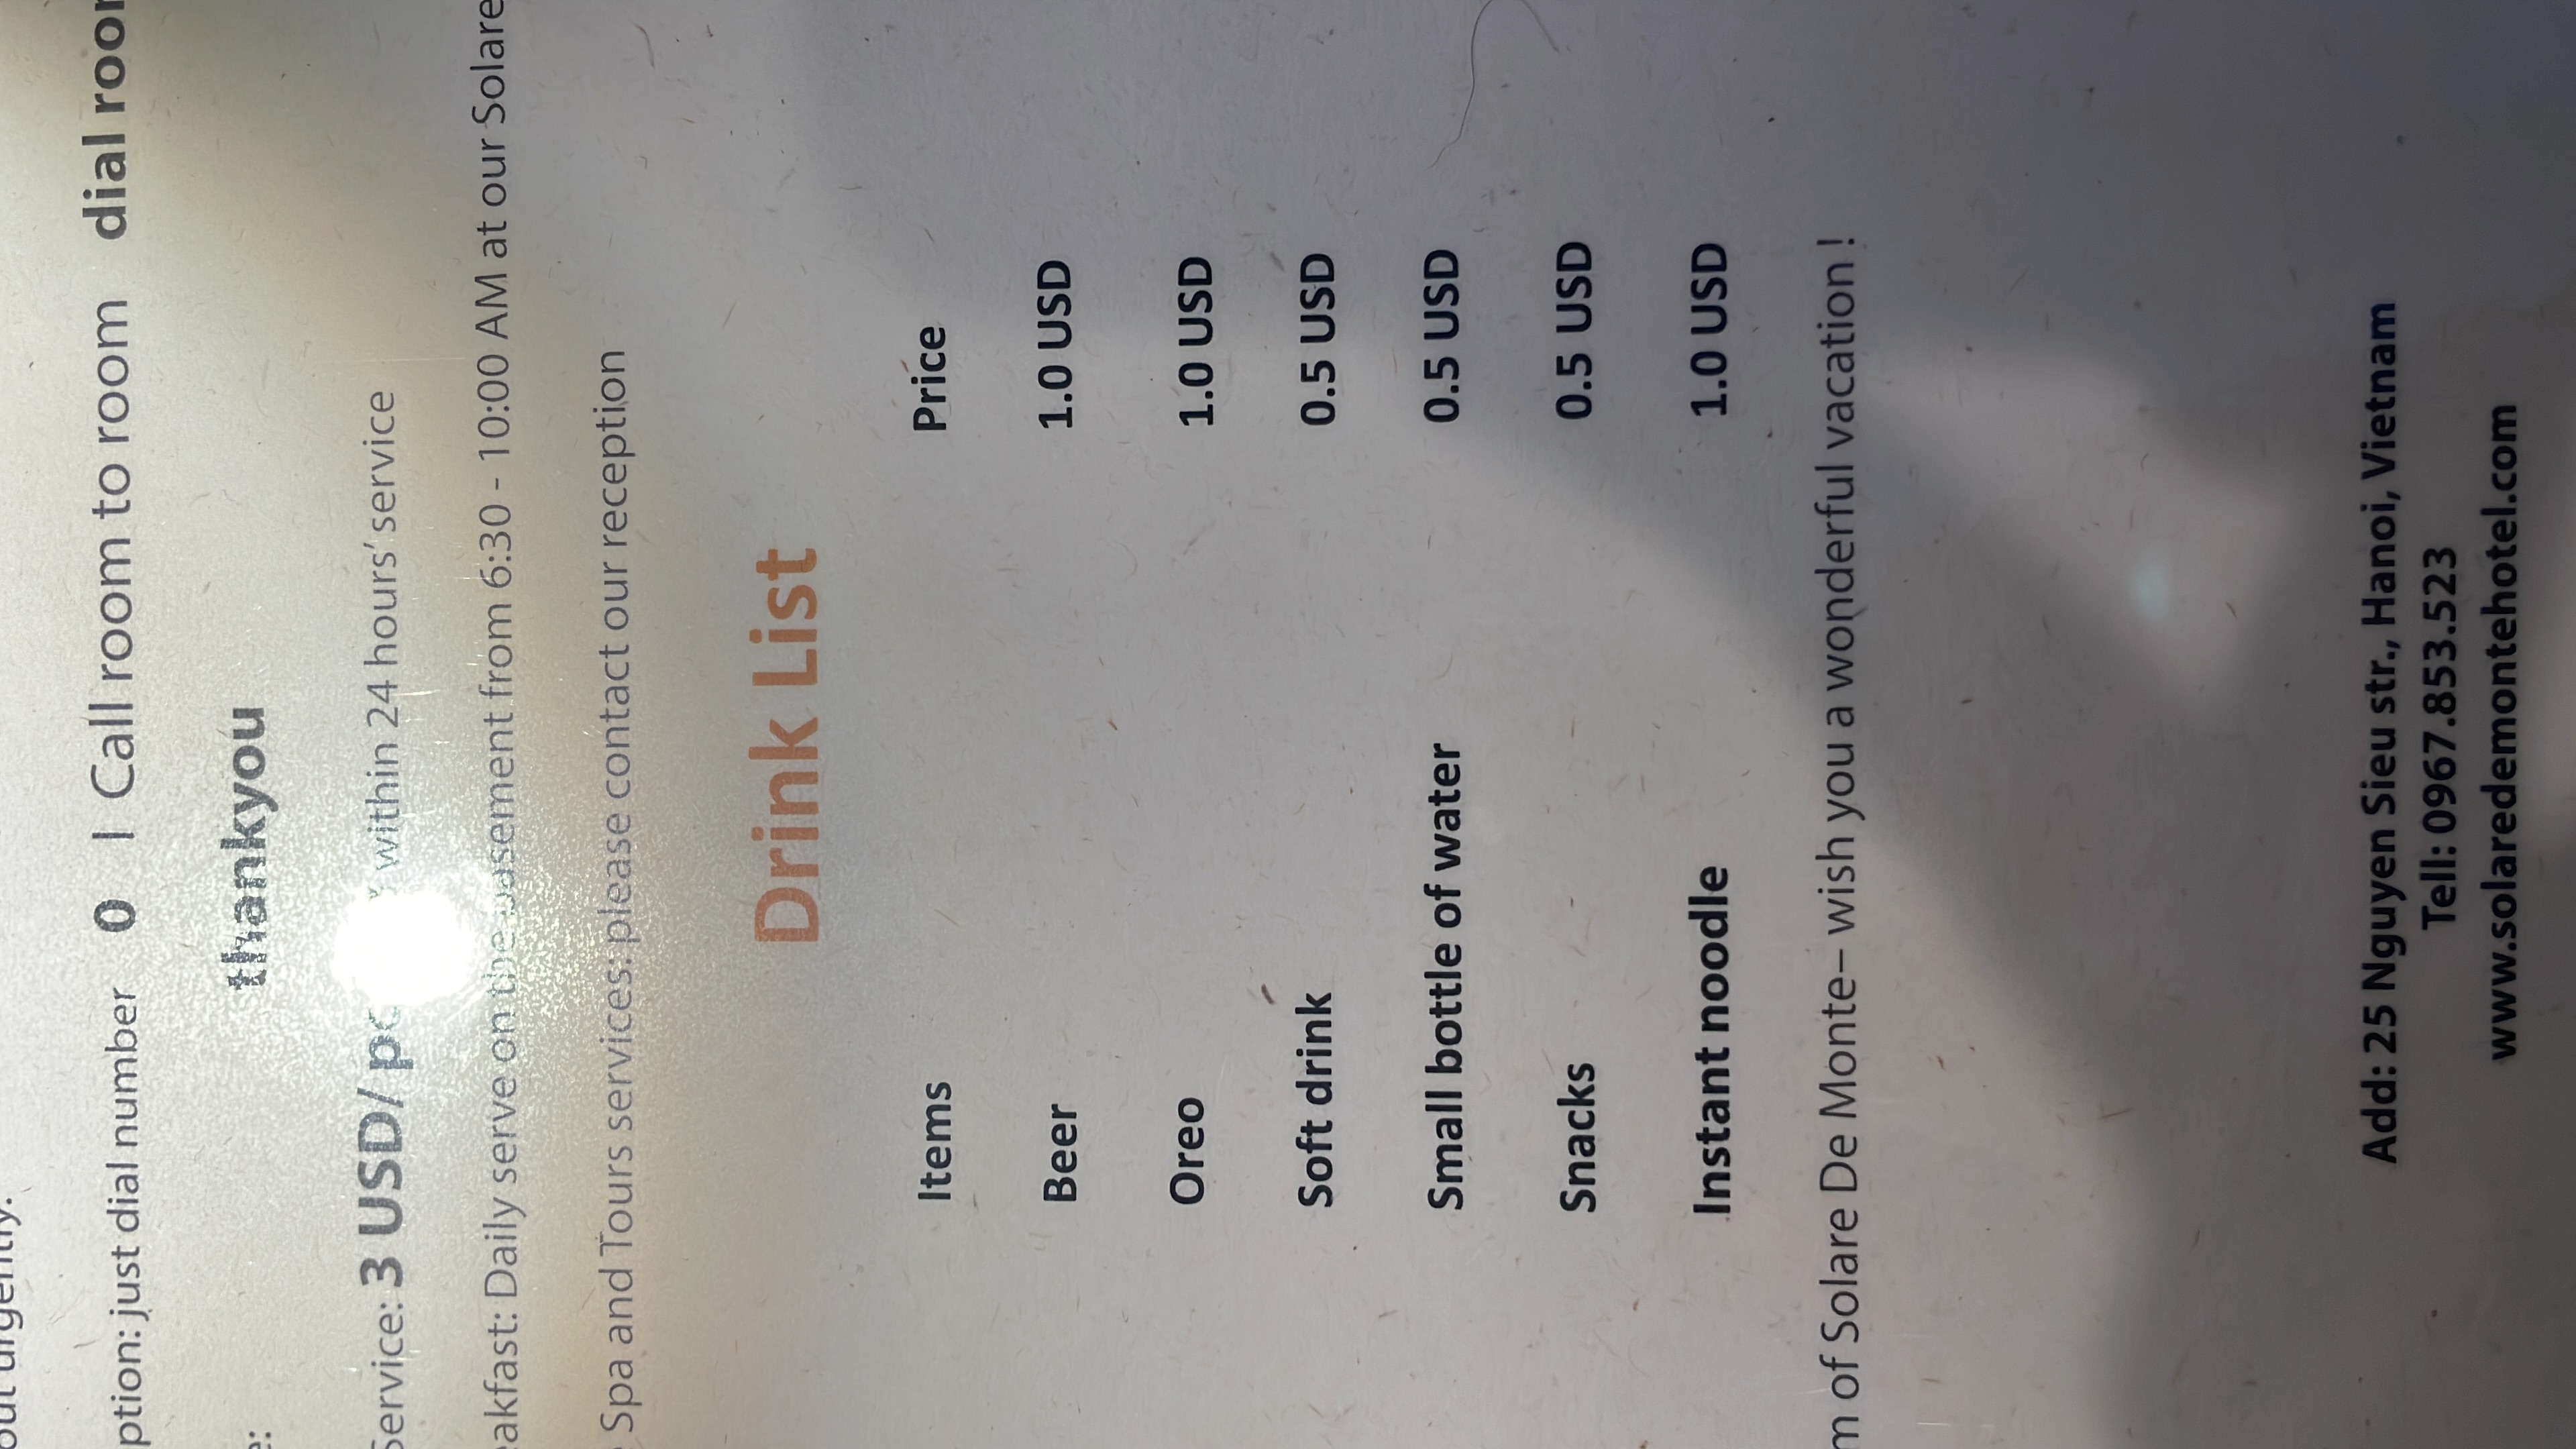 out urgently.
ption: just dial number 0 I Call room to room dial roo
e: thankyou
Service: 3 USD/ within 24 hours' service
eakfast: Daily serve on the basement from 6:30 - 10:00 AM at our Solare
Spa and Tours services: please contact our reception
Drink List
Items Price
Beer 1.0 USD
Oreo 1.0 USD
Soft drink 0.5 USD
Small bottle of water 0.5 USD
Snacks 0.5 USD
Instant noodle 1.0 USD
m of Solare De Monte– wish you a wonderful vacation !
Add: 25 Nguyen Sieu str., Hanoi, Vietnam
Tell: 0967.853.523
www.solaredemontehotel.com